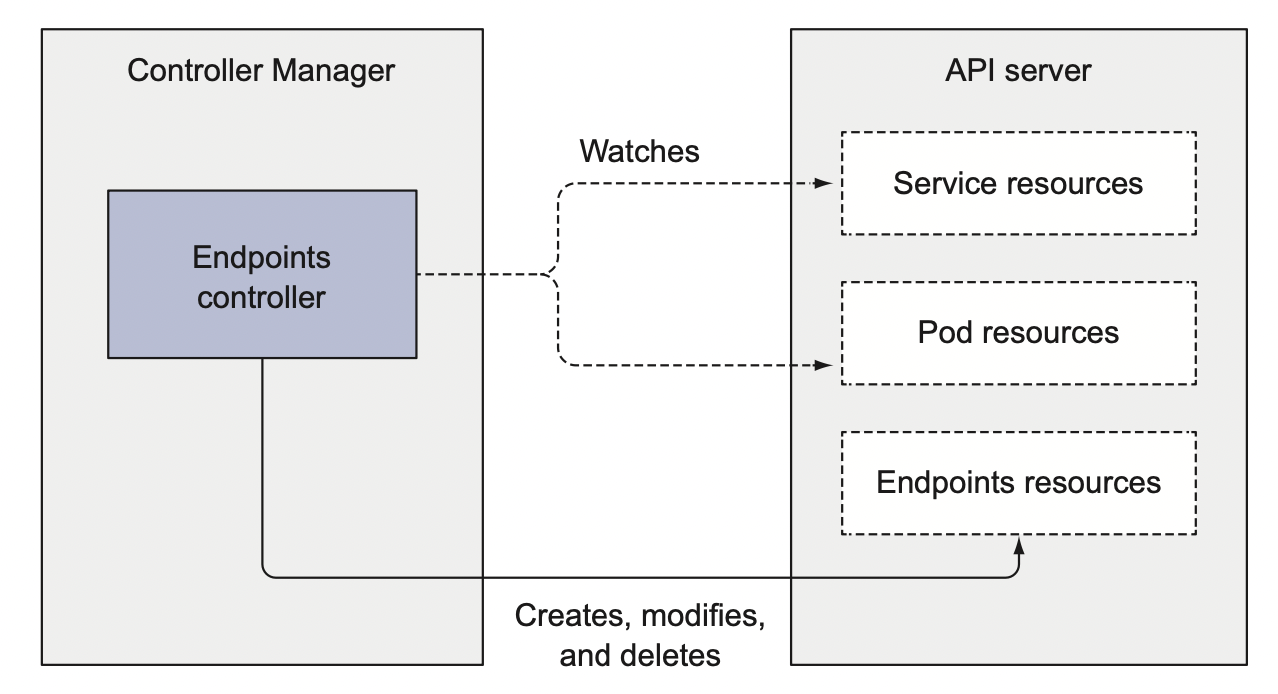 Controller Manager
API server
Watches
Service resources
Endpoints
controller
Pod resources
Endpoints resources
Creates, modifies,
and deletes